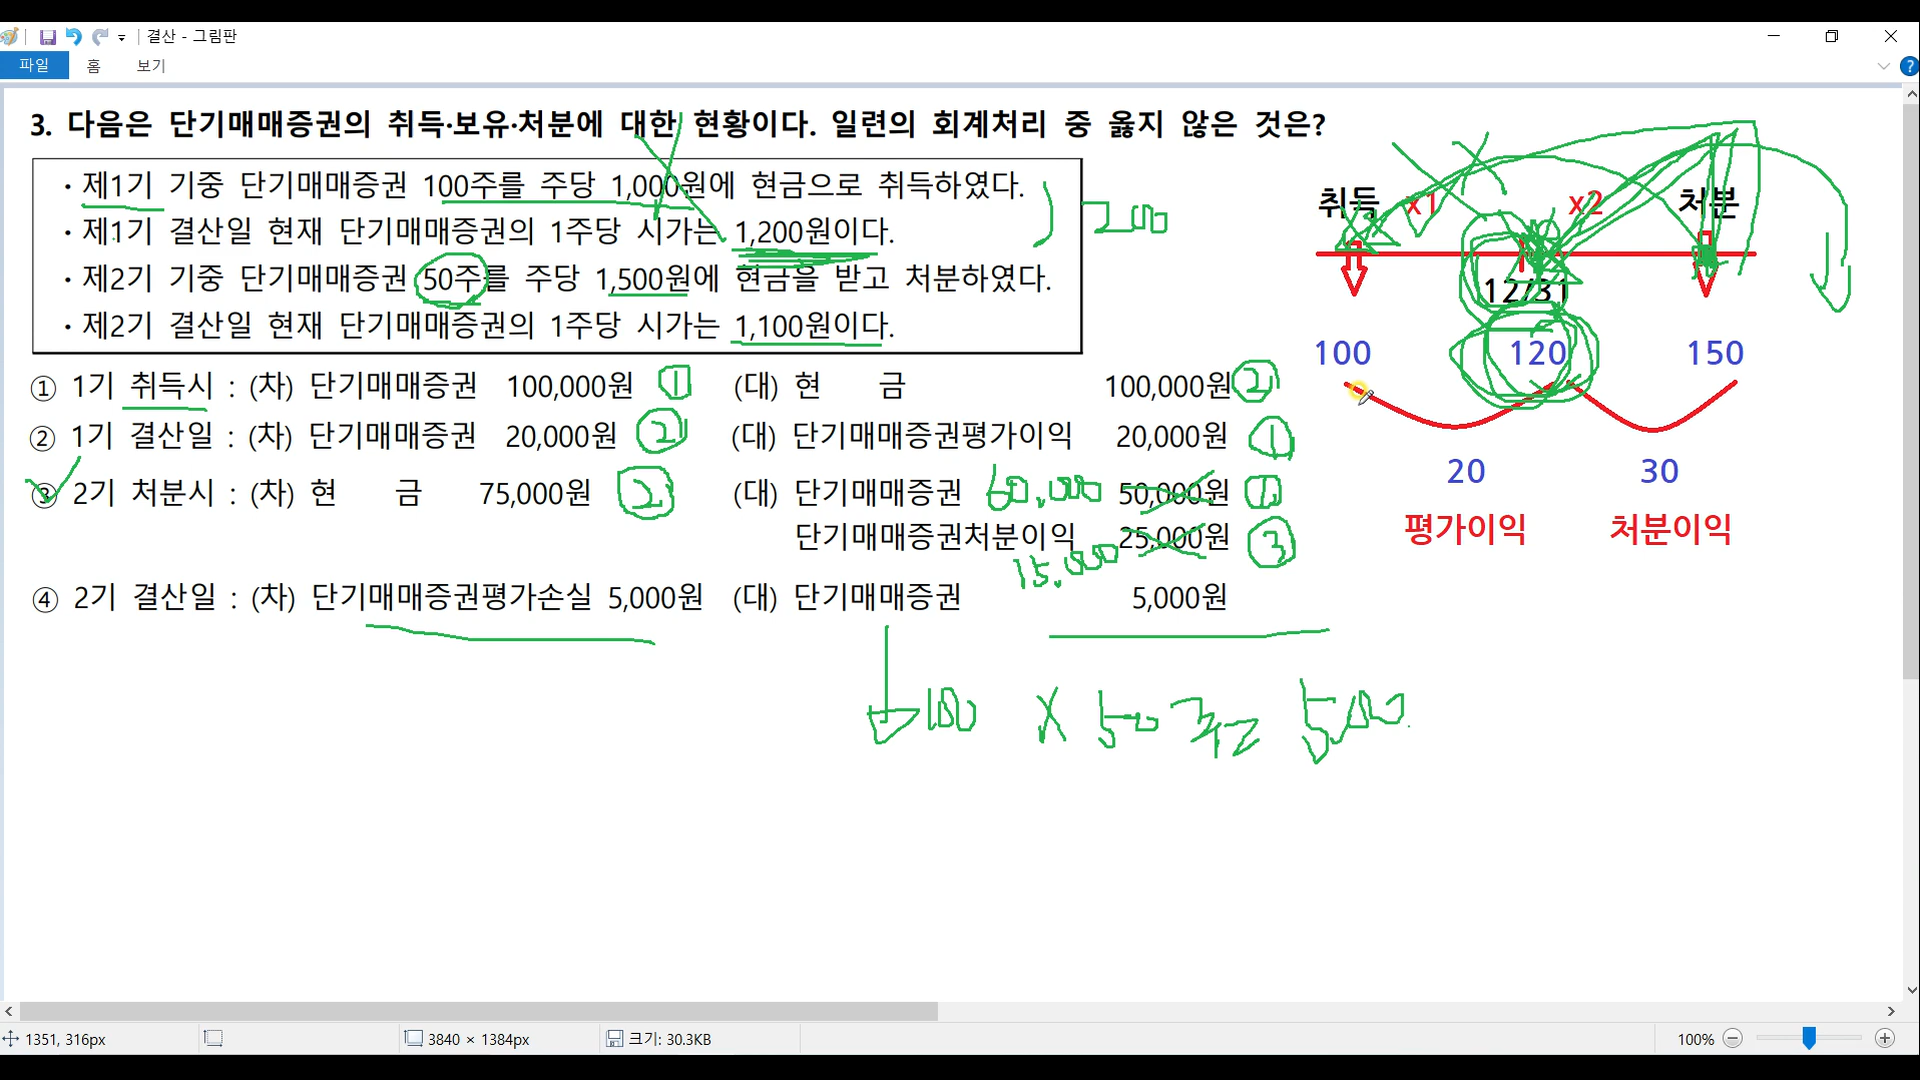 결산 - 그림판
파일 홈 보기
3. 다음은 단기매매증권의 취득·보유·처분에 대한 현황이다. 일련의 회계처리 중 옳지 않은 것은?
· 제1기 기중 단기매매증권 100주를 주당 1,000원에 현금으로 취득하였다.
· 제1기 결산일 현재 단기매매증권의 1주당 시가는 1,200원이다.
200
· 제2기 기중 단기매매증권 50주를 주당 1,500원에 현금을 받고 처분하였다.
· 제2기 결산일 현재 단기매매증권의 1주당 시가는 1,100원이다.
취득 x1 x2 처분
12/31
100 120 150
20 30
평가이익 처분이익
① 1기 취득시 : (차) 단기매매증권 100,000원 1 (대) 현 금 100,000원 2
② 1기 결산일 : (차) 단기매매증권 20,000원 2 (대) 단기매매증권평가이익 20,000원 1
③ 2기 처분시 : (차) 현 금 75,000원 2 (대) 단기매매증권 60,000 50,000원 1
단기매매증권처분이익 25,000원 3
15,000
④ 2기 결산일 : (차) 단기매매증권평가손실 5,000원 (대) 단기매매증권 5,000원
100 x 50주
1351, 316px 3840 × 1384px 크기: 30.3KB 100%